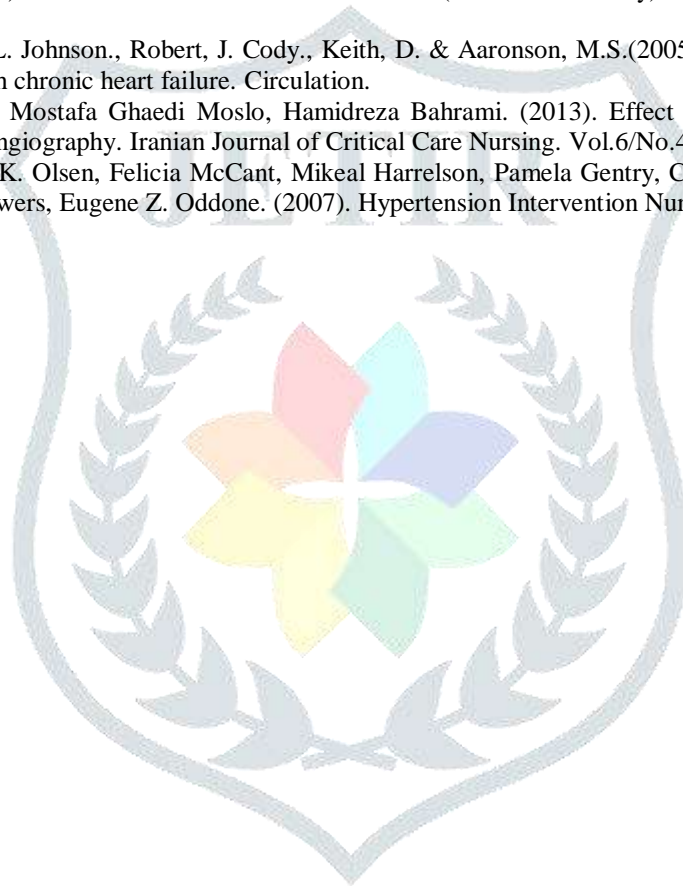 L. Johnson., Robert, J. Cody., Keith, D. & Aaronson, M.S.(2005
n chronic heart failure. Circulation.
Mostafa Ghaedi Moslo, Hamidreza Bahrami. (2013). Effect
ngiography. Iranian Journal of Critical Care Nursing. Vol.6/No.4
K. Olsen, Felicia McCant, Mikeal Harrelson, Pamela Gentry, C
wers, Eugene Z. Oddone. (2007). Hypertension Intervention Nur
JETIR